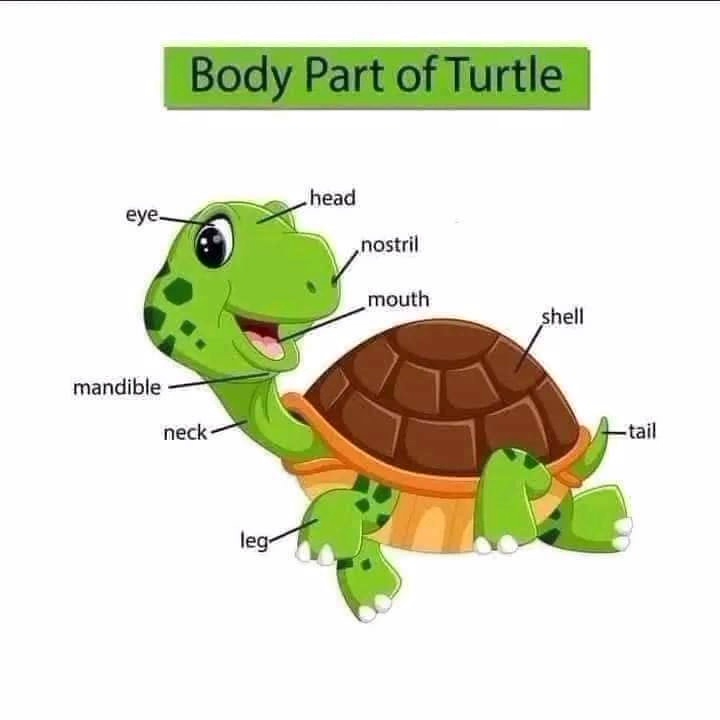 Body Part of Turtle
head
eye
nostril
mouth
shell
mandible
neck
tail
leg